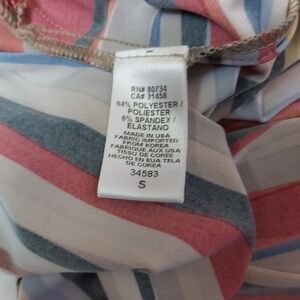 RN# 80734
CA# 31458
94% POLYESTER /
POLIESTER
6% SPANDEX /
ELASTANO
MADE IN USA
FABRIC IMPORTED
FROM KOREA
FABRIQUE AUX USA
TISSU DE COREE
HECHO EN EUA TELA
DE COREA
34583
S